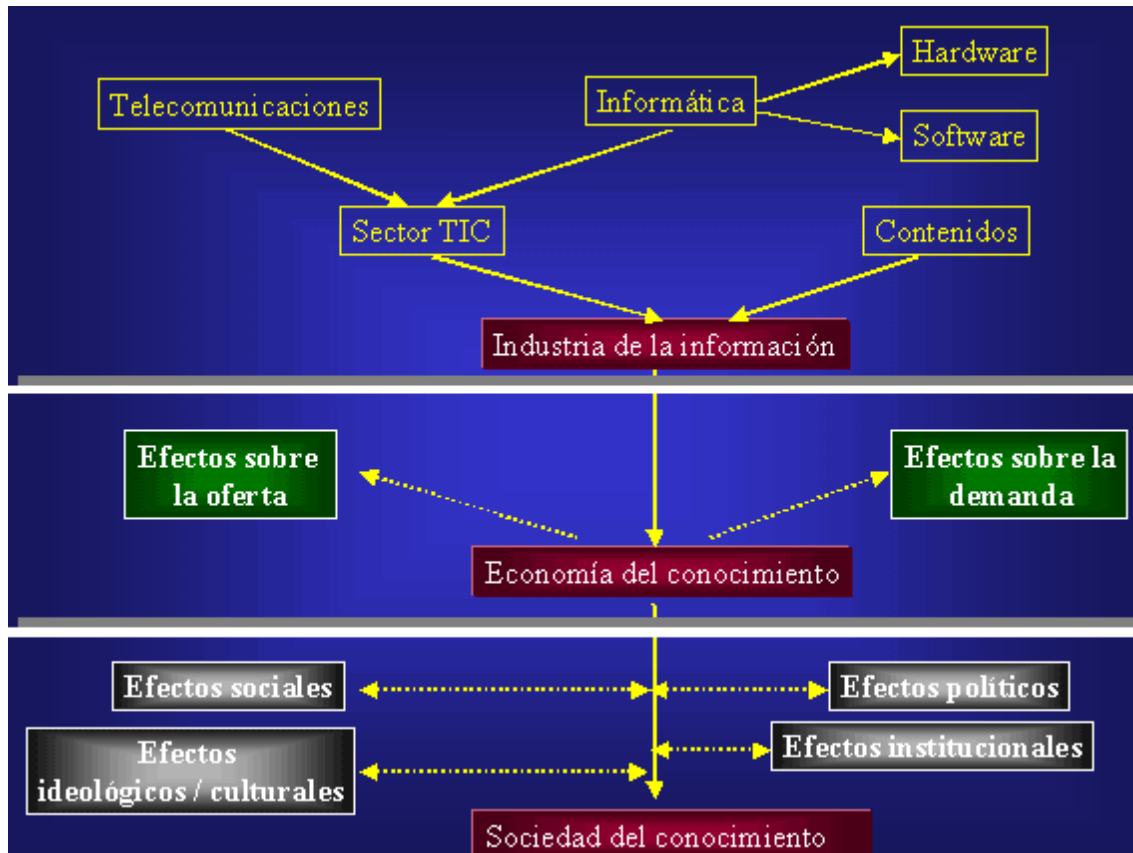 Hardware
Telecomunicaciones
Informática
Software
Sector TIC
Contenidos
Industria de la información
Efectos sobre
la oferta
Efectos sobre la
demanda
Economía del conocimiento
Efectos sociales
Efectos políticos
Efectos
ideológicos / culturales
Efectos institucionales
Sociedad del conocimiento